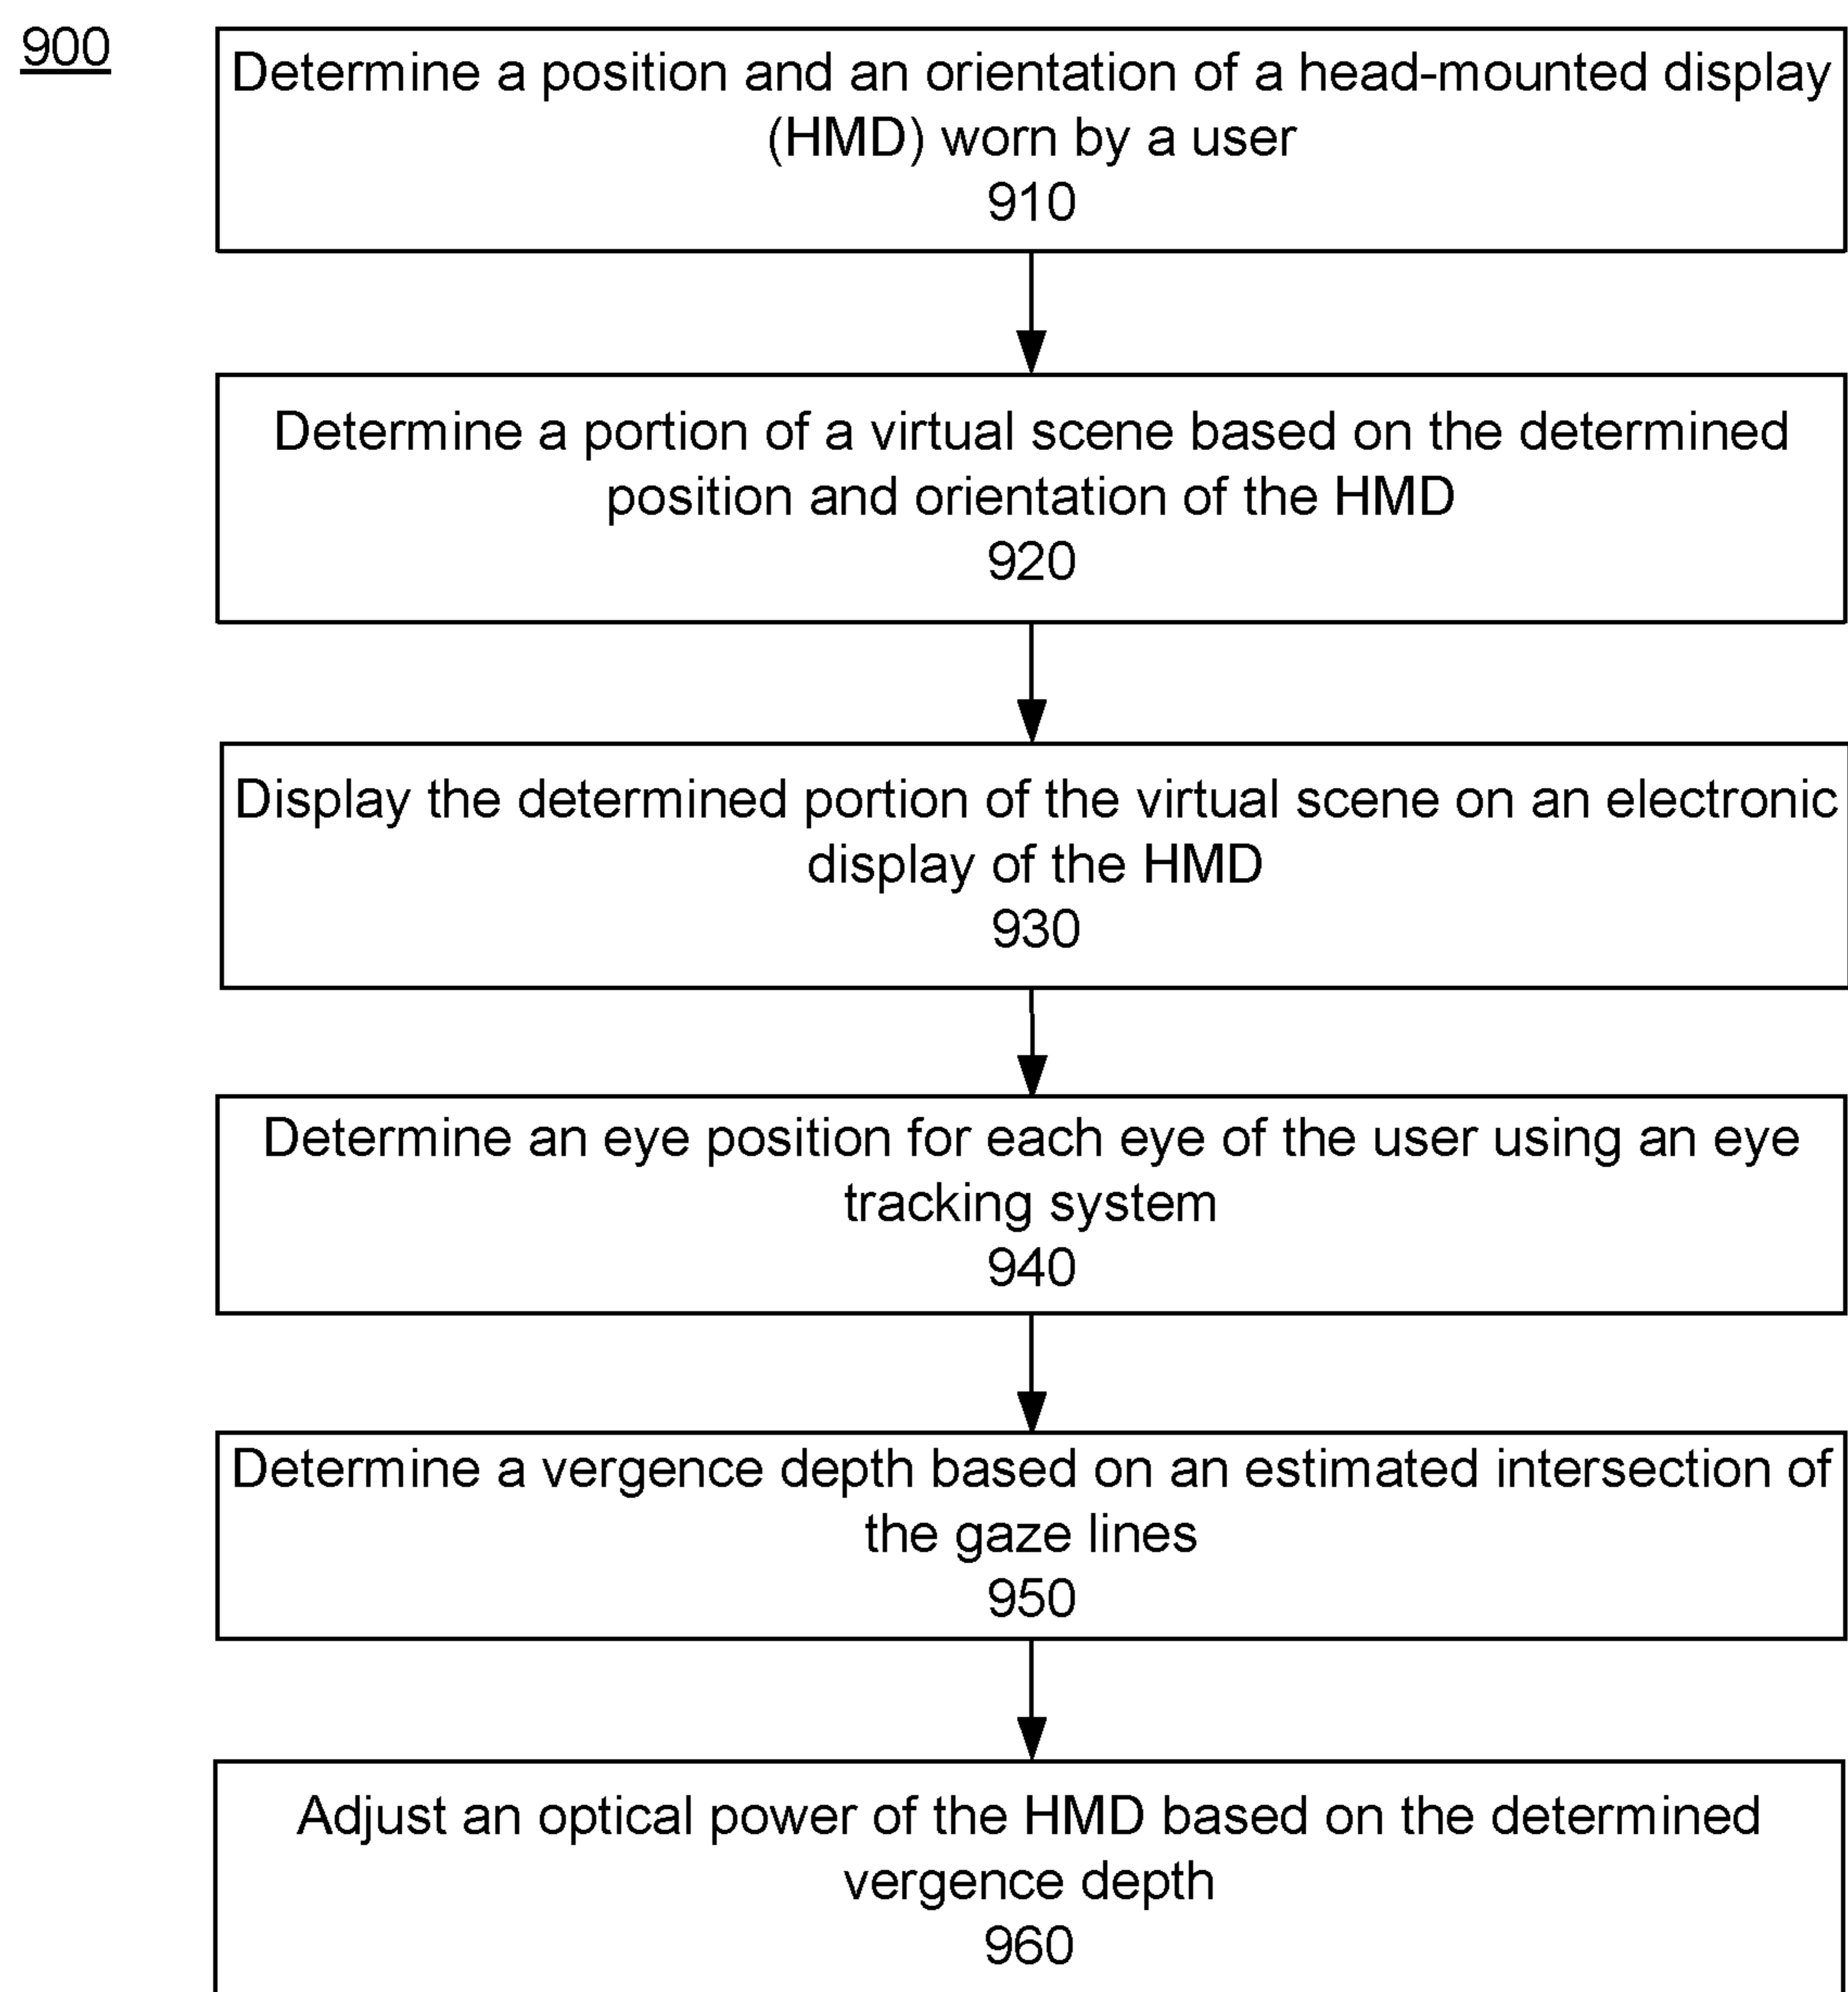 900
Determine a position and an orientation of a head-mounted display
(HMD) worn by a user
910
Determine a portion of a virtual scene based on the determined
position and orientation of the HMD
920
Display the determined portion of the virtual scene on an electronic
display of the HMD
930
Determine an eye position for each eye of the user using an eye
tracking system
940
Determine a vergence depth based on an estimated intersection of
the gaze lines
950
Adjust an optical power of the HMD based on the determined
vergence depth
960